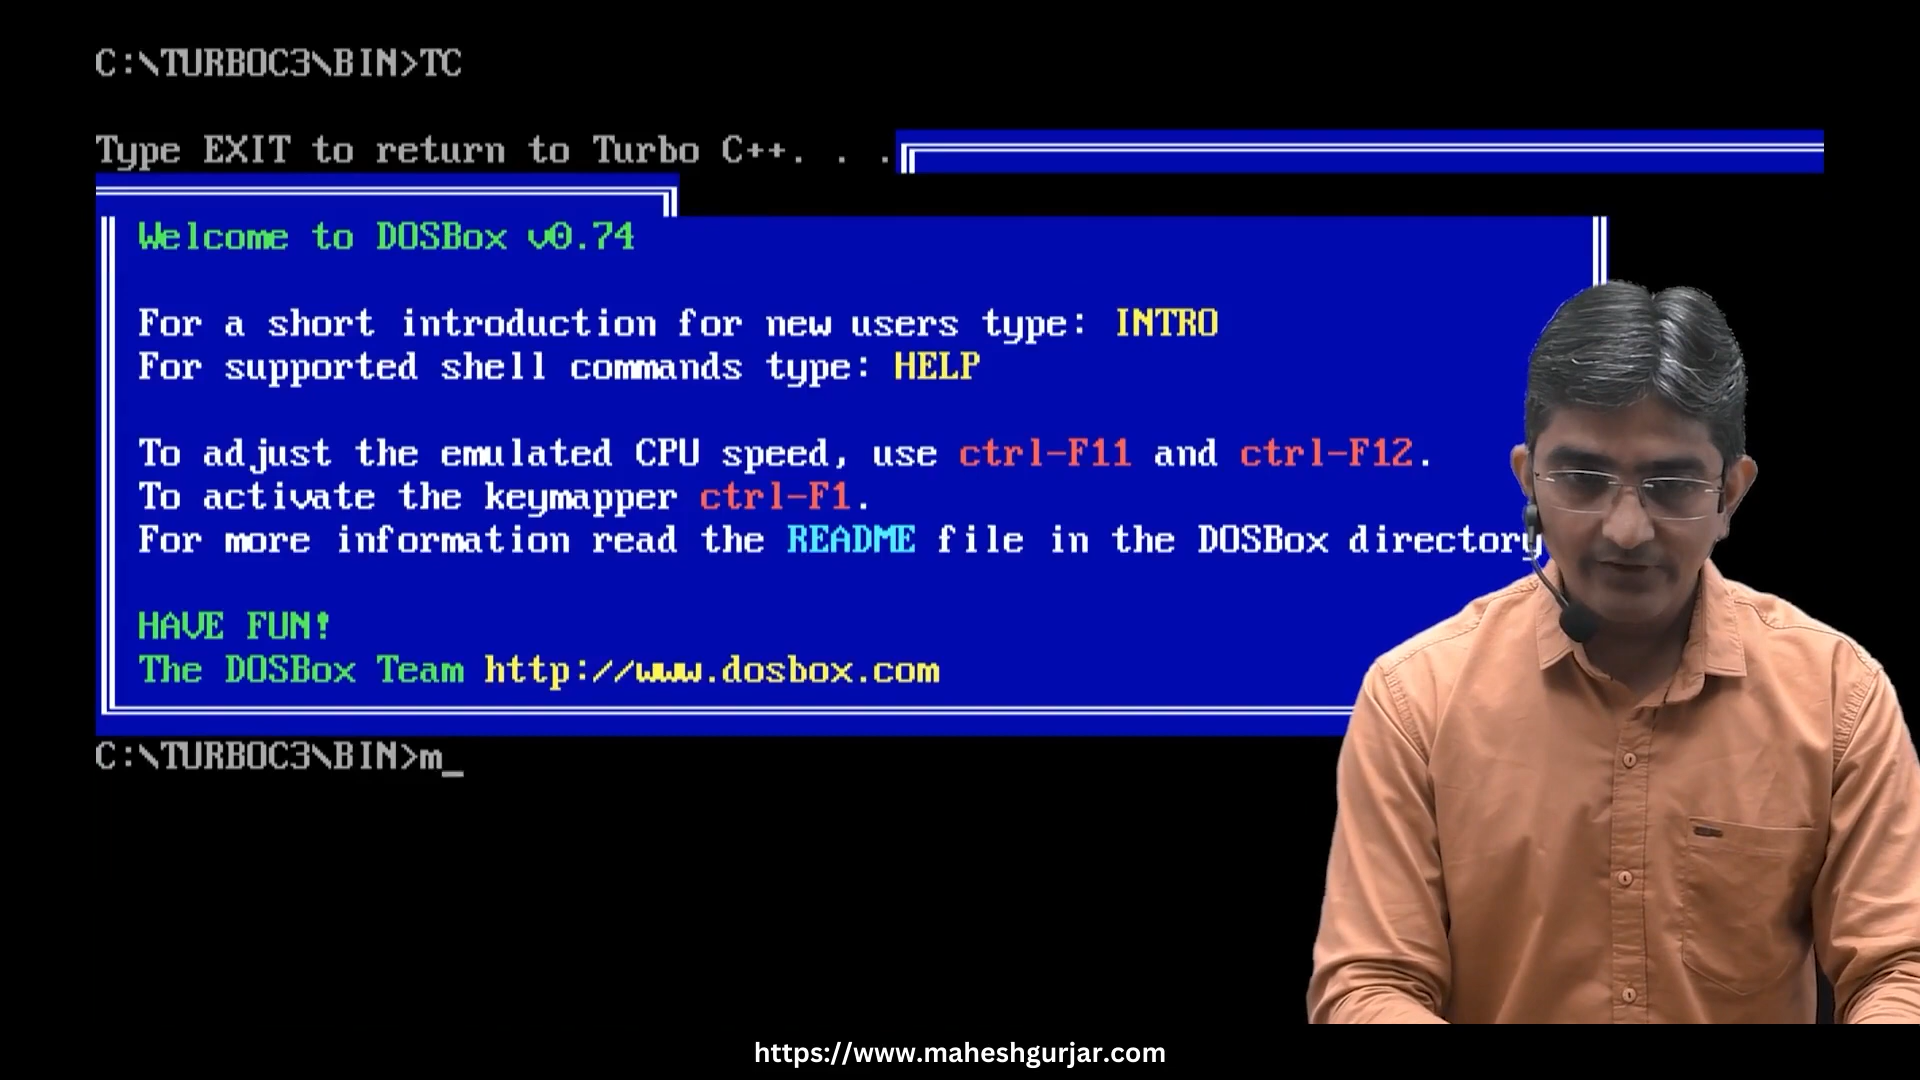 C:\TURBOC3\BIN>TC
Type EXIT to return to Turbo C++. . .
Welcome to DOSBox v0.74
For a short introduction for new users type: INTRO
For supported shell commands type: HELP
To adjust the emulated CPU speed, use ctrl-F11 and ctrl-F12.
To activate the keymapper ctrl-F1.
For more information read the README file in the DOSBox directory
HAVE FUN!
The DOSBox Team http://www.dosbox.com
C:\TURBOC3\BIN>m_
https://www.maheshgurjar.com